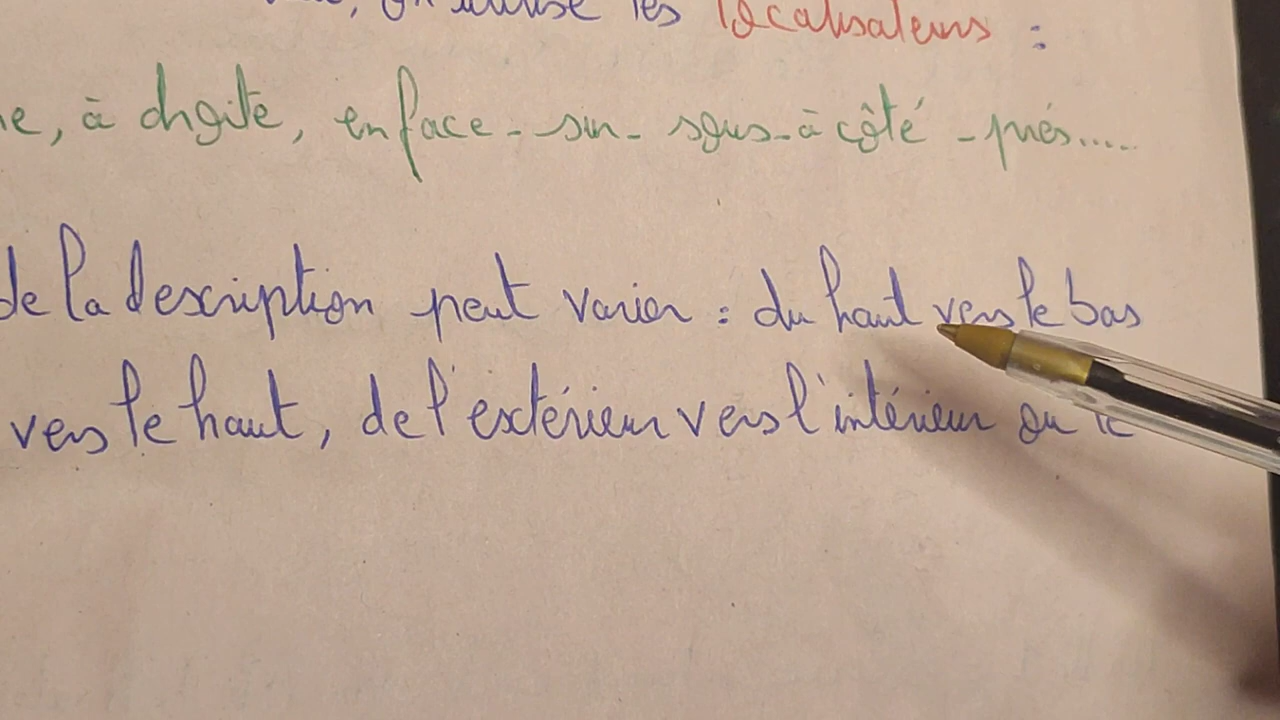 on utilise les localisateurs :
à droite, en face - sur - sous - à côté - près.....
de la description peut varier : du haut vers le bas
vers le haut, de l'extérieur vers l'intérieur ou le